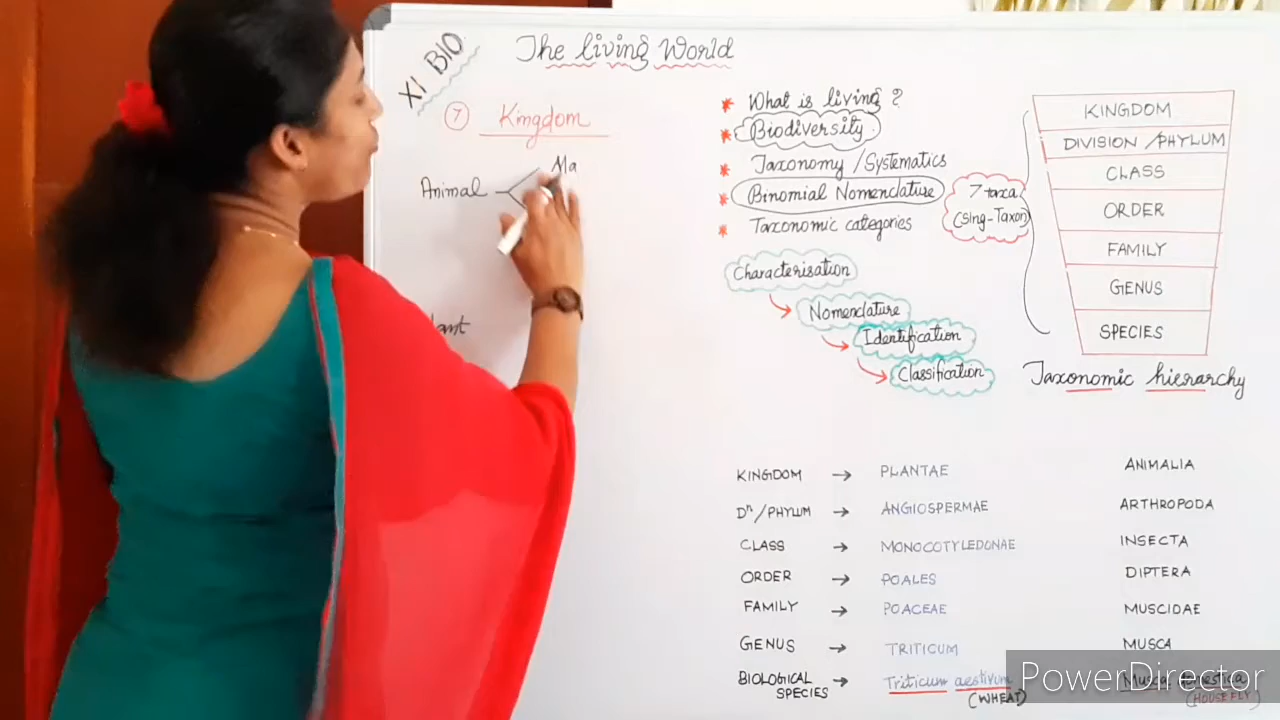 XI BIO
The living World
7 Kingdom
Animal Ma
lant
* What is living ?
* Biodiversity
* Taxonomy / Systematics
* Binomial Nomenclature
* Taxonomic categories
Characterisation
Nomenclature
Identification
Classification
7 taxa
(Sing-Taxon)
KINGDOM
DIVISION / PHYLUM
CLASS
ORDER
FAMILY
GENUS
SPECIES
Taxonomic hierarchy
KINGDOM → PLANTAE ANIMALIA
Dⁿ/PHYLUM → ANGIOSPERMAE ARTHROPODA
CLASS → MONOCOTYLEDONAE INSECTA
ORDER → POALES DIPTERA
FAMILY → POACEAE MUSCIDAE
GENUS → TRITICUM MUSCA
BIOLOGICAL SPECIES → Triticum aestivum
(WHEAT) (HOUSEFLY)
PowerDirector